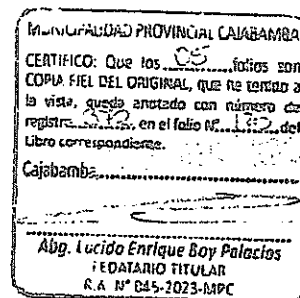 MUNICIPALIDAD PROVINCIAL CAJABAMBA
CERTIFICO: Que los 05 folios son
COPIA FIEL DEL ORIGINAL, que he tenido a
la vista, queda anotado con número de
registro, en el folio Nº del
Libro correspondiente.
Cajabamba,
Abg. Lucido Enrique Boy Palacios
FEDATARIO TITULAR
R.A. Nº 045-2023-MPC